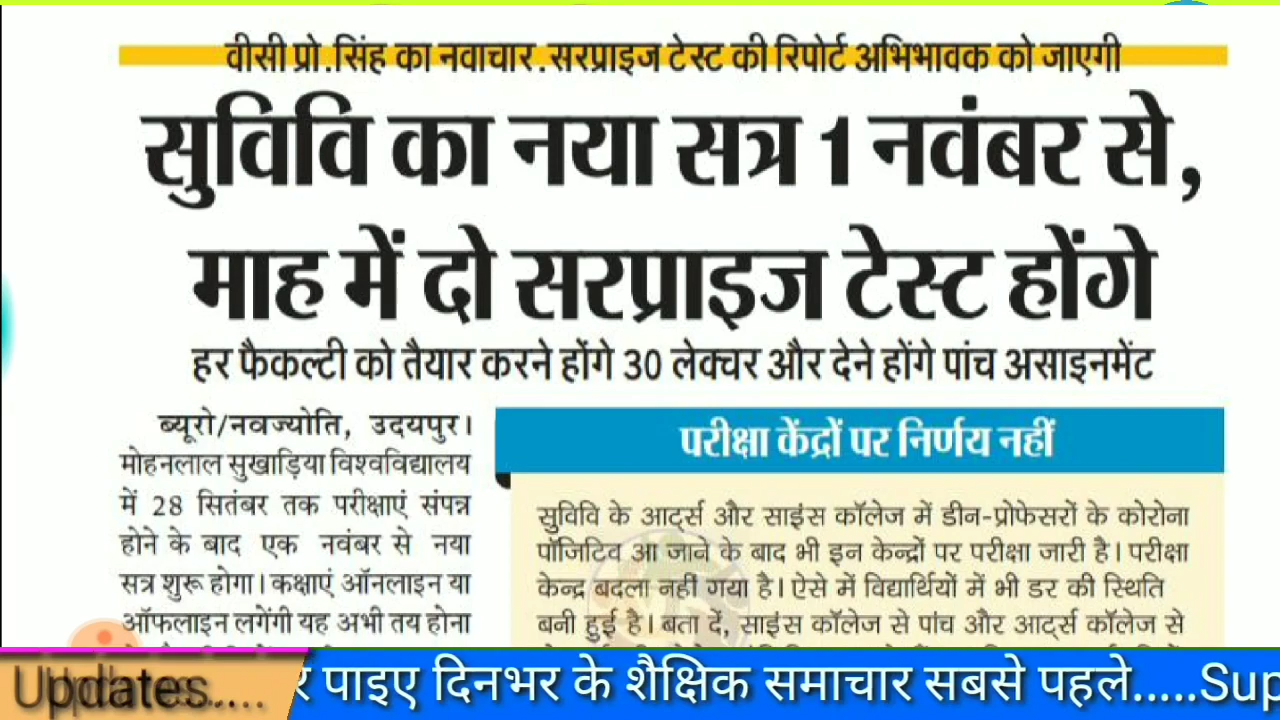 वीसी प्रो.सिंह का नवाचार.सरप्राइज टेस्ट की रिपोर्ट अभिभावक को जाएगी
सुविवि का नया सत्र 1 नवंबर से,
माह में दो सरप्राइज टेस्ट होंगे
हर फैकल्टी को तैयार करने होंगे 30 लेक्चर और देने होंगे पांच असाइनमेंट
ब्यूरो/नवज्योति, उदयपुर।
मोहनलाल सुखाड़िया विश्वविद्यालय
में 28 सितंबर तक परीक्षाएं संपन्न
होने के बाद एक नवंबर से नया
सत्र शुरू होगा। कक्षाएं ऑनलाइन या
ऑफलाइन लगेंगी यह अभी तय होना
परीक्षा केंद्रों पर निर्णय नहीं
सुविवि के आर्ट्स और साइंस कॉलेज में डीन-प्रोफेसरों के कोरोना
पॉजिटिव आ जाने के बाद भी इन केन्द्रों पर परीक्षा जारी है। परीक्षा
केन्द्र बदला नहीं गया है। ऐसे में विद्यार्थियों में भी डर की स्थिति
बनी हुई है। बता दें, साइंस कॉलेज से पांच और आर्ट्स कॉलेज से
Updates.....
र पाइए दिनभर के शैक्षिक समाचार सबसे पहले.....Sup